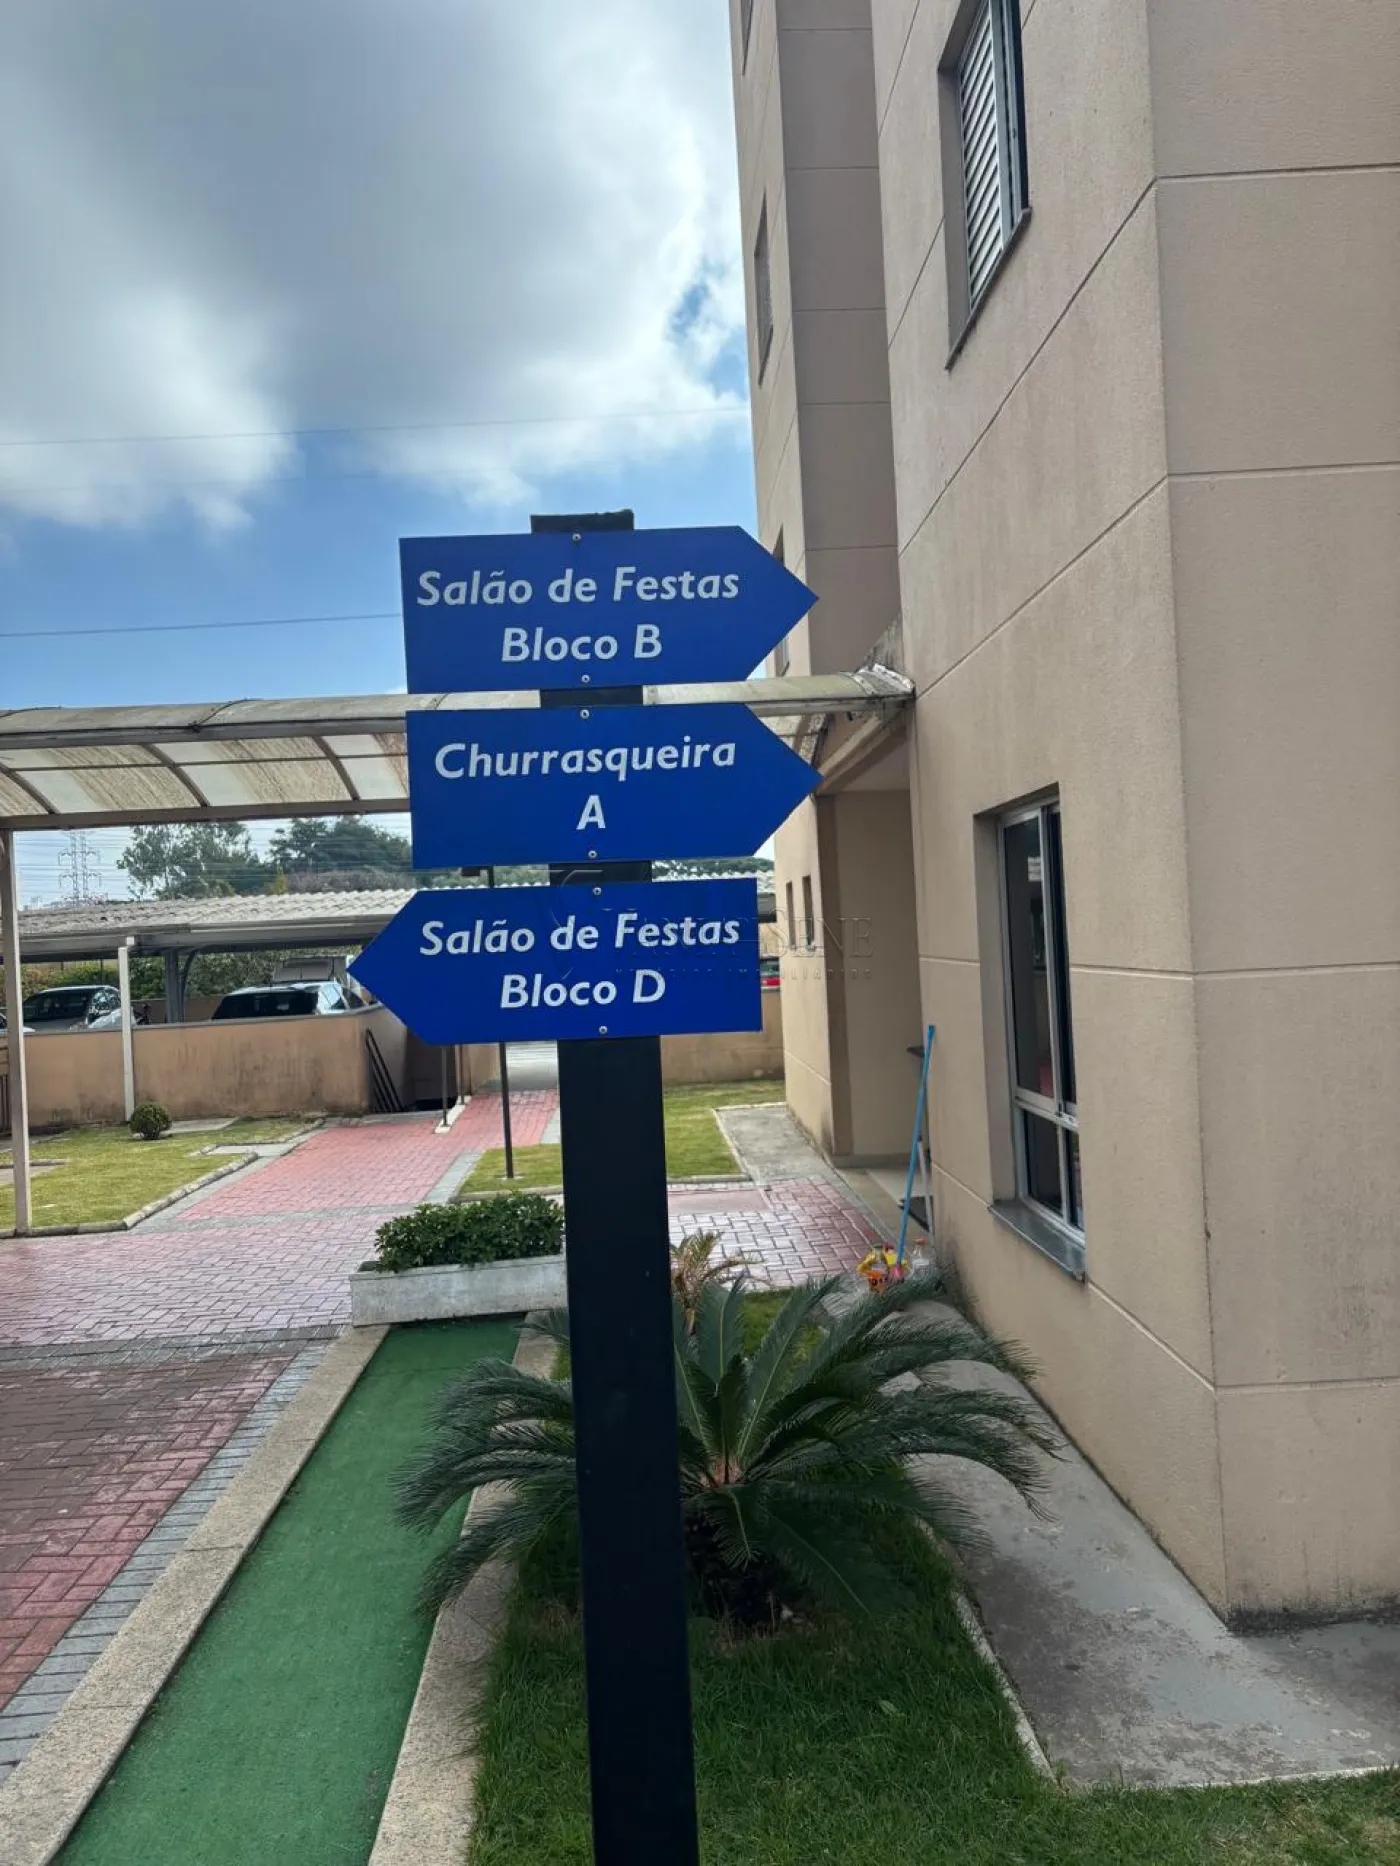 Salão de Festas
Bloco B
Churrasqueira
A
Salão de Festas
Bloco D